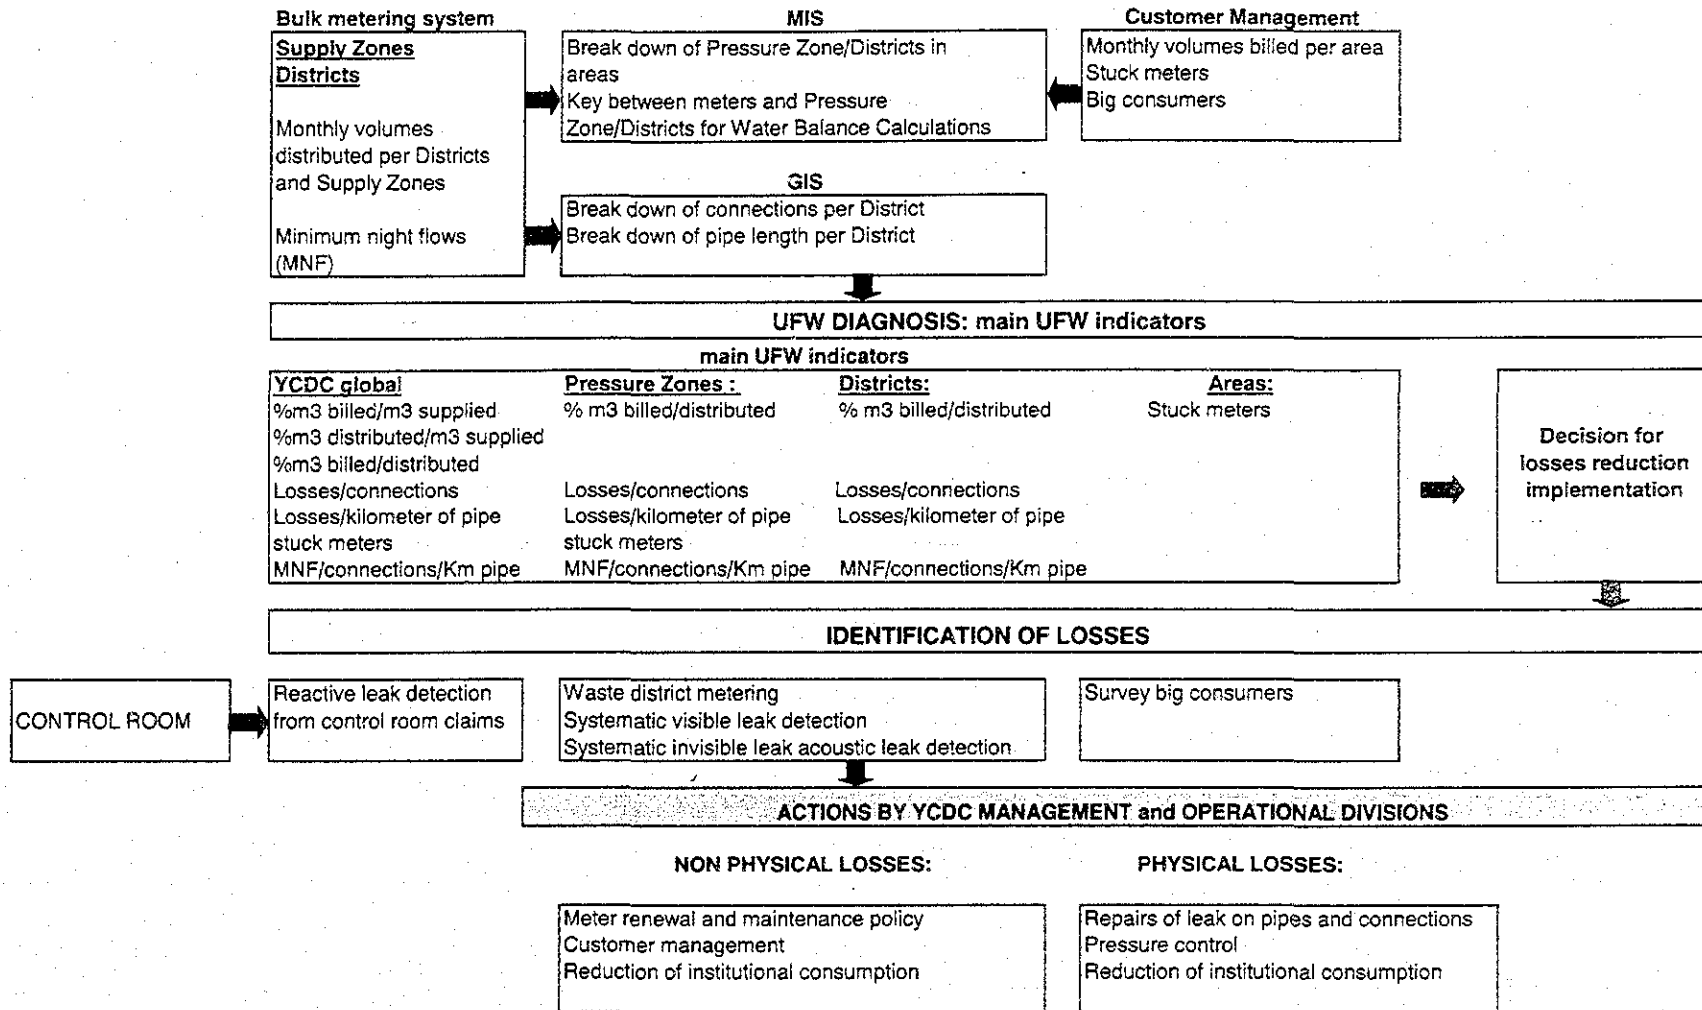 Bulk metering system
Supply Zones
Districts
Monthly volumes
distributed per Districts
and Supply Zones
Minimum night flows
(MNF)
MIS
Break down of Pressure Zone/Districts in
areas
Key between meters and Pressure
Zone/Districts for Water Balance Calculations
Customer Management
Monthly volumes billed per area
Stuck meters
Big consumers
GIS
Break down of connections per District
Break down of pipe length per District
UFW DIAGNOSIS: main UFW indicators
main UFW indicators
YCDC global
%m3 billed/m3 supplied
%m3 distributed/m3 supplied
%m3 billed/distributed
Losses/connections
Losses/kilometer of pipe
stuck meters
MNF/connections/Km pipe
Pressure Zones :
% m3 billed/distributed
Losses/connections
Losses/kilometer of pipe
stuck meters
MNF/connections/Km pipe
Districts:
% m3 billed/distributed
Losses/connections
Losses/kilometer of pipe
MNF/connections/Km pipe
Areas:
Stuck meters
Decision for
losses reduction
implementation
IDENTIFICATION OF LOSSES
CONTROL ROOM
Reactive leak detection
from control room claims
Waste district metering
Systematic visible leak detection
Systematic invisible leak acoustic leak detection
Survey big consumers
ACTIONS BY YCDC MANAGEMENT and OPERATIONAL DIVISIONS
NON PHYSICAL LOSSES:
Meter renewal and maintenance policy
Customer management
Reduction of institutional consumption
PHYSICAL LOSSES:
Repairs of leak on pipes and connections
Pressure control
Reduction of institutional consumption